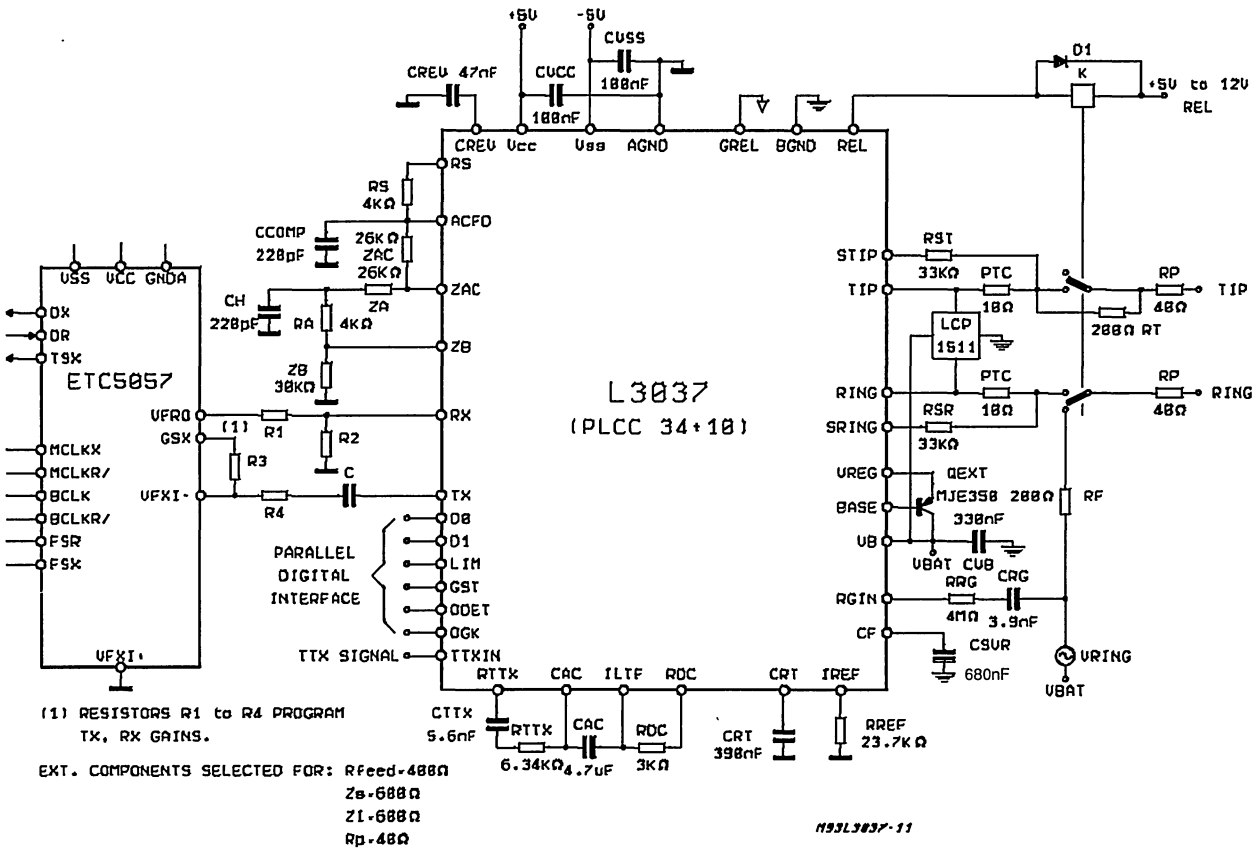 +5V
-5V
CVSS
100nF
CREV 47nF
CVCC
100nF
D1
K
+5V to 12V
REL
CREV
Vcc
Vss
AGND
GREL
BGND
REL
RS
RS
4KΩ
ACFD
CCOMP
220pF
26KΩ
ZAC
26KΩ
ZAC
ZA
CH
220pF
RA
4KΩ
ZB
ZB
30KΩ
VSS
VCC
GNDA
DX
DR
TSX
ETC5057
VFRO
GSX
(1)
R1
R2
RX
R3
MCLKX
MCLKR/
BCLK
BCLKR/
FSR
FSX
VFXI-
R4
C
TX
VFXI+
L3037
(PLCC 34+10)
D0
D1
LIM
GST
ODET
OGK
TTXIN
PARALLEL
DIGITAL
INTERFACE
TTX SIGNAL
STIP
RST
33KΩ
TIP
PTC
10Ω
RP
40Ω
TIP
200Ω RT
LCP
1511
RING
PTC
10Ω
RP
40Ω
RING
SRING
RSR
33KΩ
VREG
QEXT
MJE350
BASE
200Ω
RF
330nF
VB
VBAT CVB
RGIN
RRG
4MΩ
CRG
3.9nF
CF
CSVR
680nF
VRING
VBAT
RTTX
CAC
ILTF
RDC
CRT
IREF
CTTX
5.6nF
RTTX
6.34KΩ
CAC
4.7uF
RDC
3KΩ
CRT
390nF
RREF
23.7KΩ
(1) RESISTORS R1 to R4 PROGRAM
TX, RX GAINS.
EXT. COMPONENTS SELECTED FOR: Rfeed=400Ω
Zs=600Ω
Zl=600Ω
Rp=40Ω
M93L3037-11